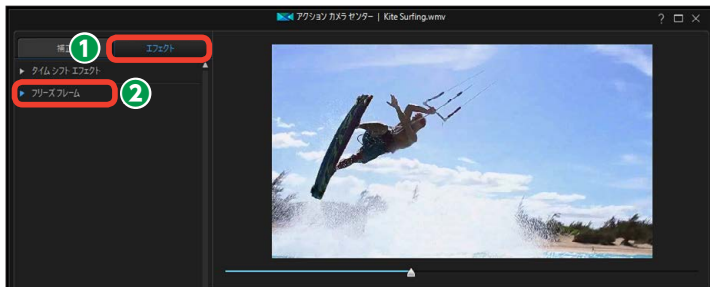 アクション カメラ センター | Kite Surfing.wmv
補正
エフェクト
タイム シフト エフェクト
フリーズ フレーム
1
2